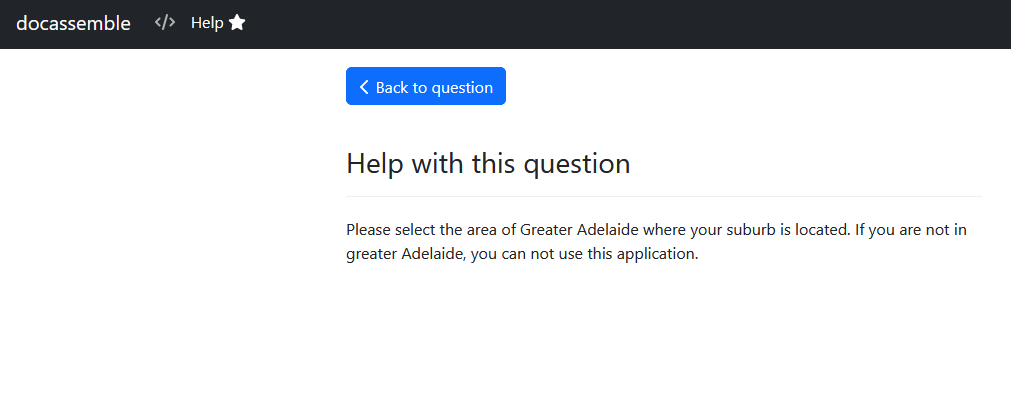 docassemble </> Help
Back to question
Help with this question
Please select the area of Greater Adelaide where your suburb is located. If you are not in
greater Adelaide, you can not use this application.